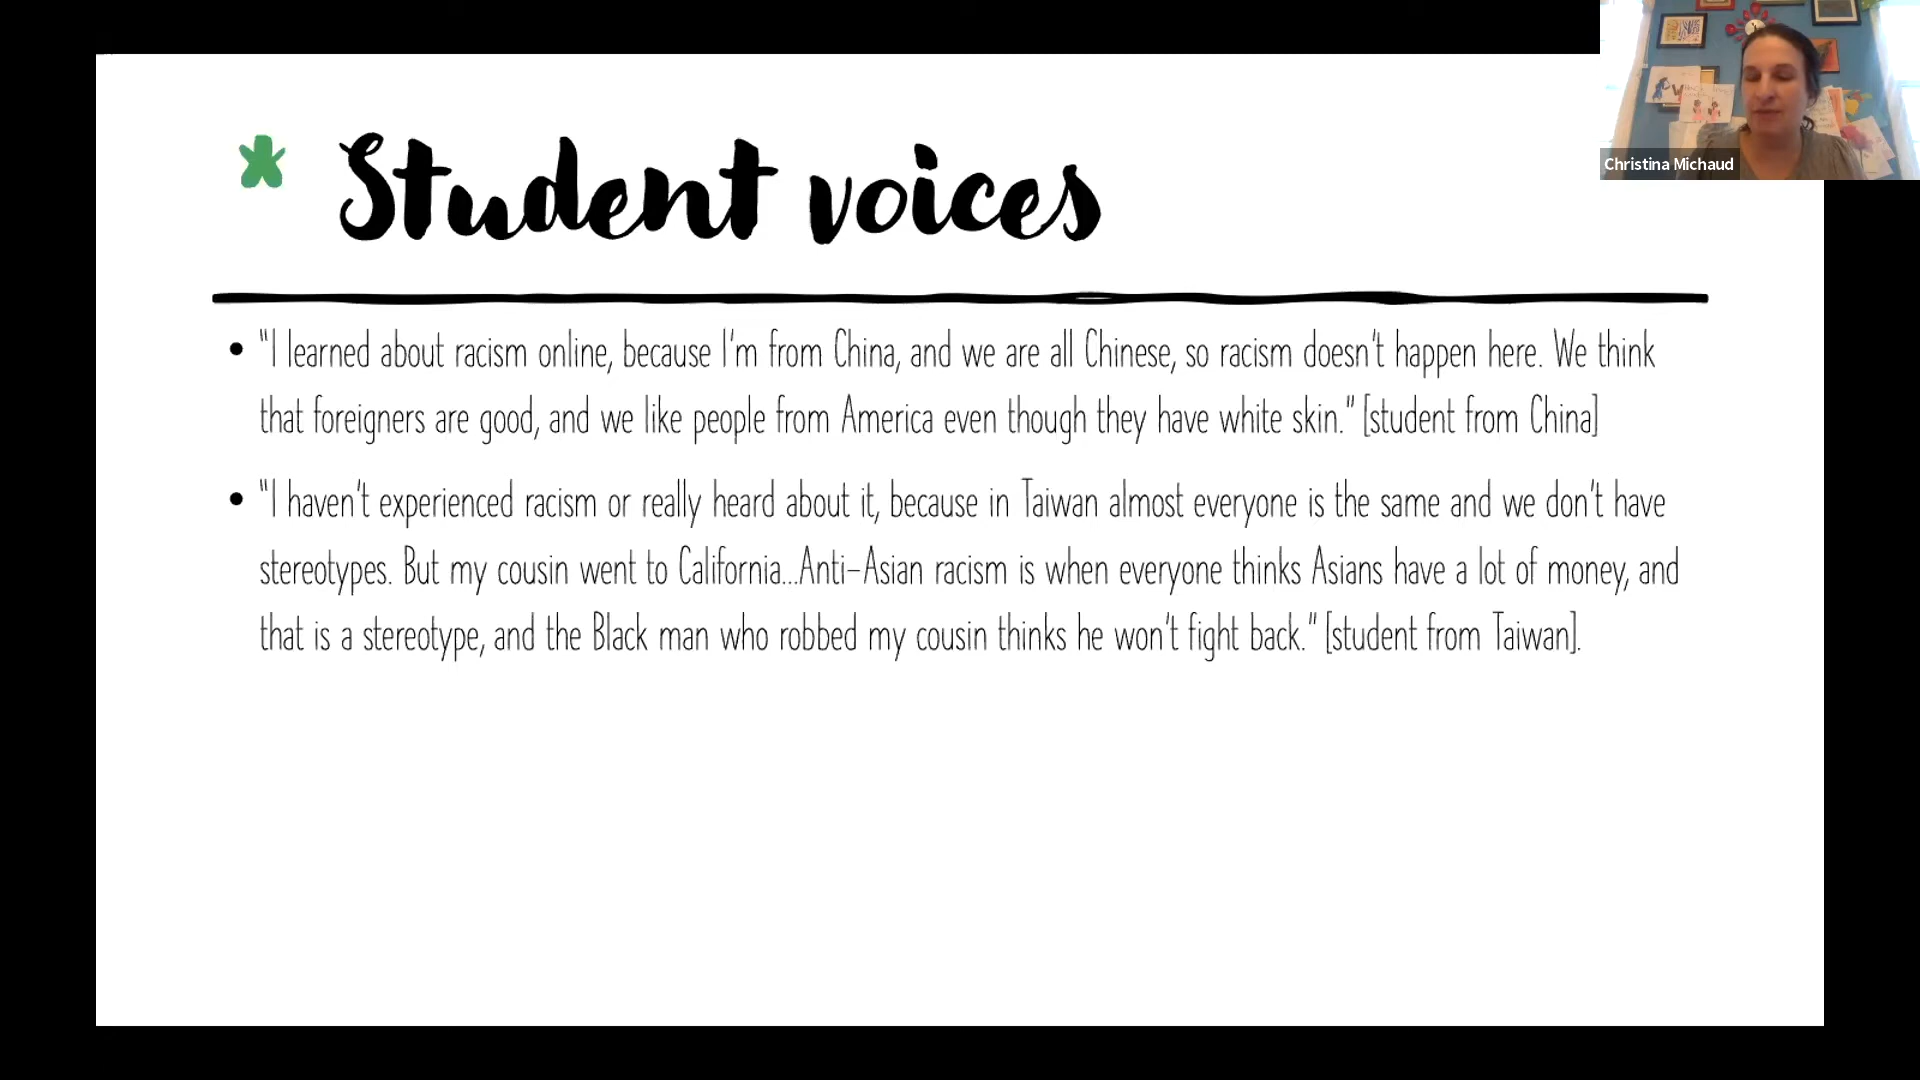 Christina Michaud
* Student voices
• "I learned about racism online, because I'm from China, and we are all Chinese, so racism doesn't happen here. We think
that foreigners are good, and we like people from America even though they have white skin." [student from China]
• "I haven't experienced racism or really heard about it, because in Taiwan almost everyone is the same and we don't have
stereotypes. But my cousin went to California...Anti-Asian racism is when everyone thinks Asians have a lot of money, and
that is a stereotype, and the Black man who robbed my cousin thinks he won't fight back." [student from Taiwan].